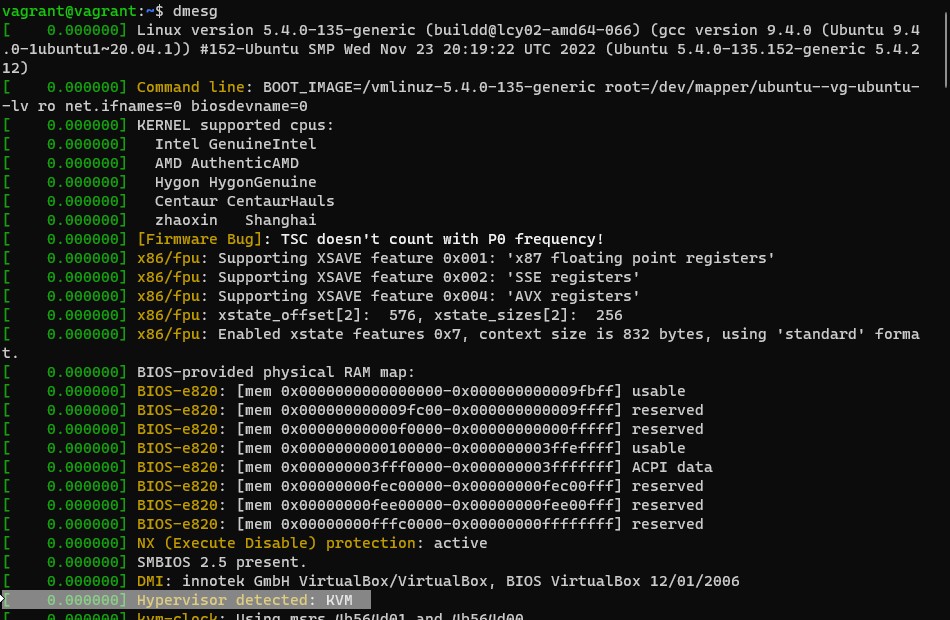 vagrant@vagrant:~$ dmesg
[    0.000000] Linux version 5.4.0-135-generic (buildd@lcy02-amd64-066) (gcc version 9.4.0 (Ubuntu 9.4
.0-1ubuntu1~20.04.1)) #152-Ubuntu SMP Wed Nov 23 20:19:22 UTC 2022 (Ubuntu 5.4.0-135.152-generic 5.4.2
12)
[    0.000000] Command line: BOOT_IMAGE=/vmlinuz-5.4.0-135-generic root=/dev/mapper/ubuntu--vg-ubuntu-
-lv ro net.ifnames=0 biosdevname=0
[    0.000000] KERNEL supported cpus:
[    0.000000]   Intel GenuineIntel
[    0.000000]   AMD AuthenticAMD
[    0.000000]   Hygon HygonGenuine
[    0.000000]   Centaur CentaurHauls
[    0.000000]   zhaoxin   Shanghai
[    0.000000] [Firmware Bug]: TSC doesn't count with P0 frequency!
[    0.000000] x86/fpu: Supporting XSAVE feature 0x001: 'x87 floating point registers'
[    0.000000] x86/fpu: Supporting XSAVE feature 0x002: 'SSE registers'
[    0.000000] x86/fpu: Supporting XSAVE feature 0x004: 'AVX registers'
[    0.000000] x86/fpu: xstate_offset[2]:  576, xstate_sizes[2]:  256
[    0.000000] x86/fpu: Enabled xstate features 0x7, context size is 832 bytes, using 'standard' forma
t.
[    0.000000] BIOS-provided physical RAM map:
[    0.000000] BIOS-e820: [mem 0x0000000000000000-0x000000000009fbff] usable
[    0.000000] BIOS-e820: [mem 0x000000000009fc00-0x000000000009ffff] reserved
[    0.000000] BIOS-e820: [mem 0x00000000000f0000-0x00000000000fffff] reserved
[    0.000000] BIOS-e820: [mem 0x0000000000100000-0x000000003ffeffff] usable
[    0.000000] BIOS-e820: [mem 0x000000003fff0000-0x000000003fffffff] ACPI data
[    0.000000] BIOS-e820: [mem 0x00000000fec00000-0x00000000fec00fff] reserved
[    0.000000] BIOS-e820: [mem 0x00000000fee00000-0x00000000fee00fff] reserved
[    0.000000] BIOS-e820: [mem 0x00000000fffc0000-0x00000000ffffffff] reserved
[    0.000000] NX (Execute Disable) protection: active
[    0.000000] SMBIOS 2.5 present.
[    0.000000] DMI: innotek GmbH VirtualBox/VirtualBox, BIOS VirtualBox 12/01/2006
[    0.000000] Hypervisor detected: KVM
[    0.000000] kvm-clock: Using msrs 4b564d01 and 4b564d00